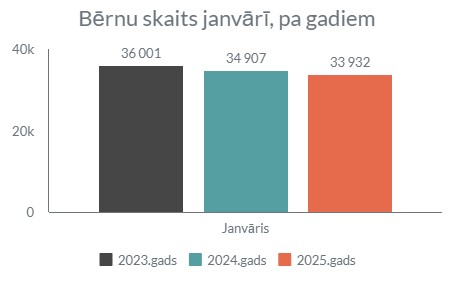 Bērnu skaits janvārī, pa gadiem
40k
20k
0
36 001
34 907
33 932
Janvāris
2023.gads
2024.gads
2025.gads